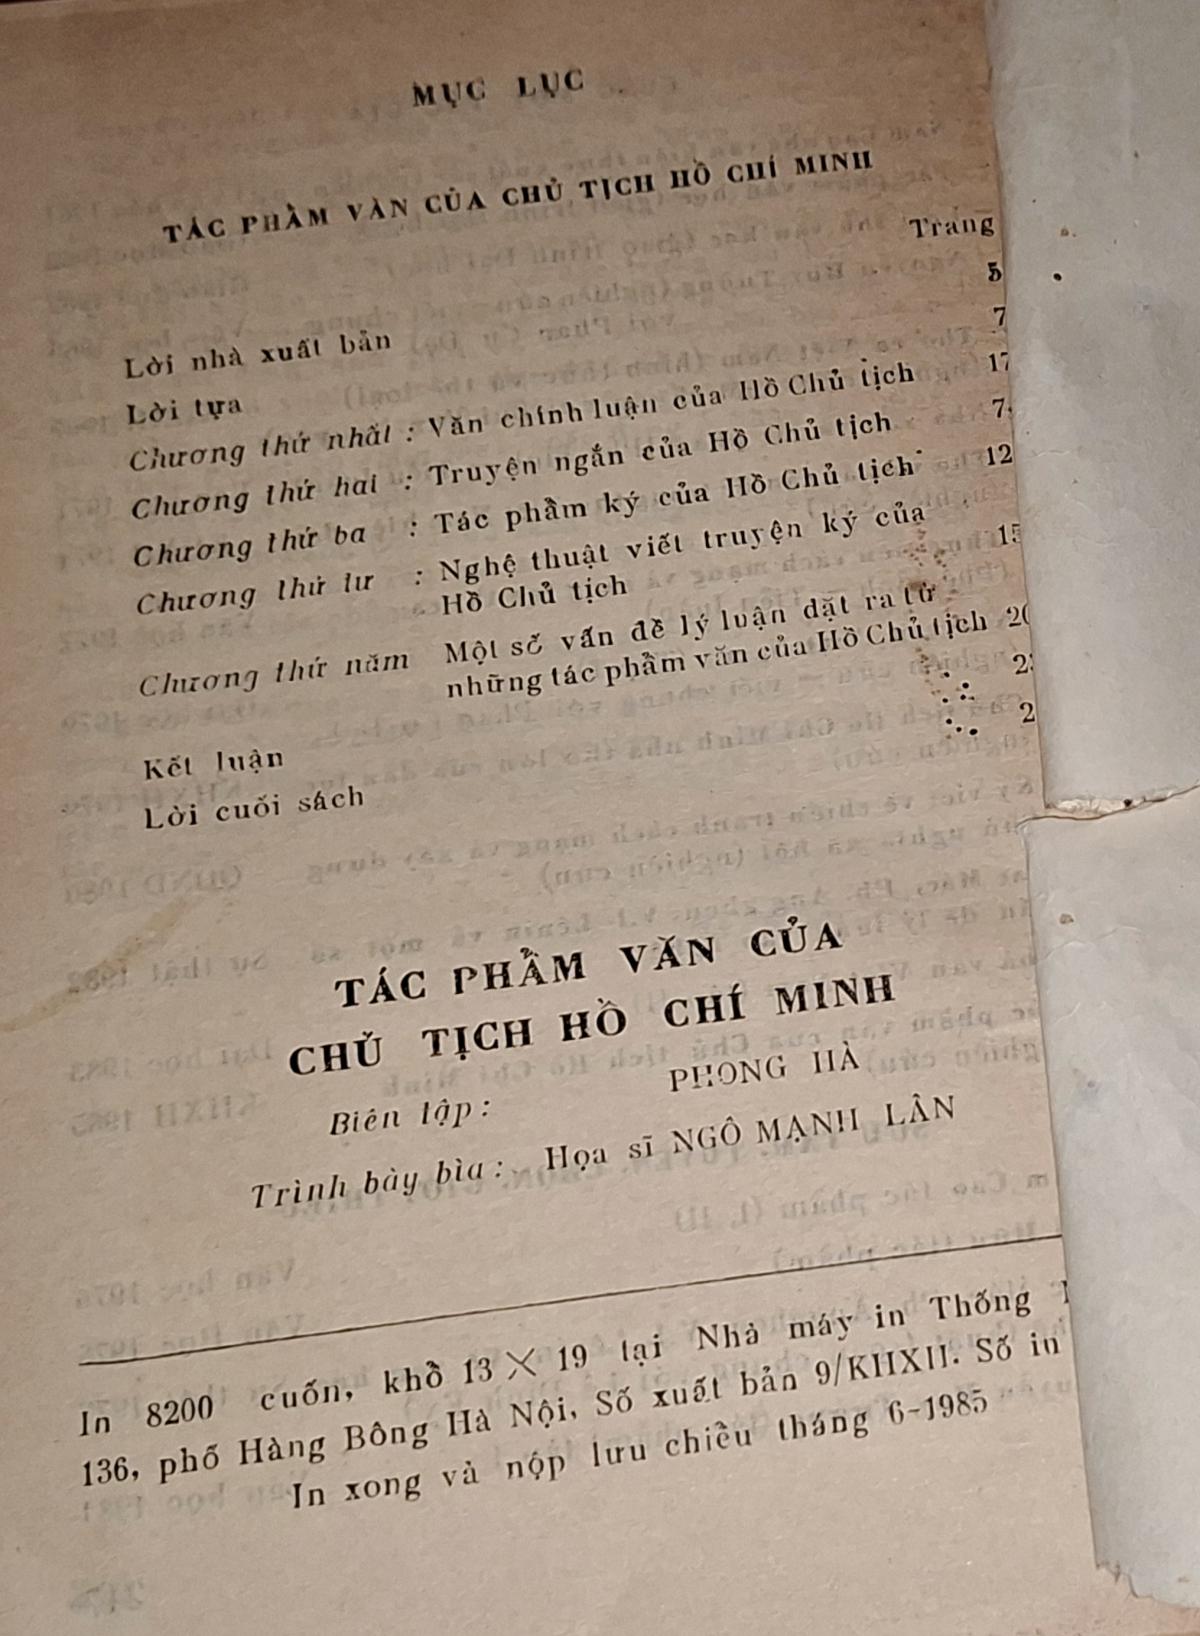 MỤC LỤC
TÁC PHẨM VĂN CỦA CHỦ TỊCH HỒ CHÍ MINH
Trang
Lời nhà xuất bản 5
Lời tựa 7
Chương thứ nhất : Văn chính luận của Hồ Chủ tịch 17
Chương thứ hai : Truyện ngắn của Hồ Chủ tịch 7
Chương thứ ba : Tác phẩm ký của Hồ Chủ tịch 12
Chương thứ tư : Nghệ thuật viết truyện ký của
Hồ Chủ tịch 15
Chương thứ năm Một số vấn đề lý luận đặt ra từ
những tác phẩm văn của Hồ Chủ tịch 20
Kết luận 23
Lời cuối sách 2
TÁC PHẨM VĂN CỦA
CHỦ TỊCH HỒ CHÍ MINH
Biên tập : PHONG HÀ
Trình bày bìa : Họa sĩ NGÔ MẠNH LÂN
In 8200 cuốn, khổ 13 × 19 tại Nhà máy in Thống
136, phố Hàng Bông Hà Nội. Số xuất bản 9/KHXH. Số in
In xong và nộp lưu chiểu tháng 6-1985